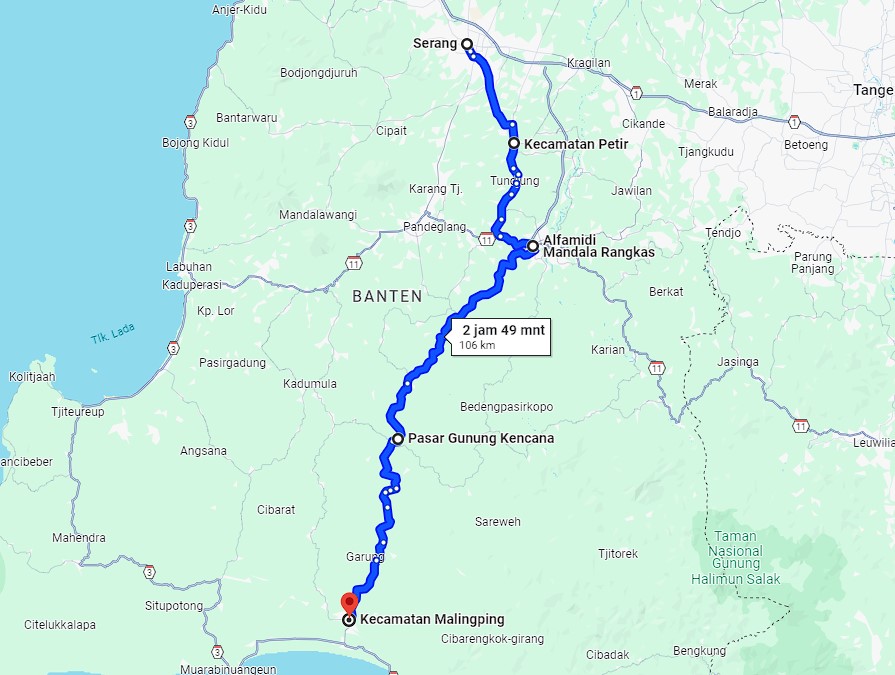 Anjer-Kidu
Serang
Kragilan
Bodjongdjuruh
Merak
Tange
1
Balaradja
3
Bantarwaru
Cikande
1
Cipait
Bojong Kidul
Kecamatan Petir
Betoeng
Tjangkudu
Karang Tj.
Jawilan
Mandalawangi
3
Pandeglang
Tendjo
11
Alfamidi
Mandala Rangkas
Parung
Panjang
Labuhan
11
Kaduperasi
Berkat
BANTEN
Kp. Lor
Tlk. Lada
2 jam 49 mnt
106 km
3
Karian
Pasirgadung
Jasinga
11
Kolitjaah
Kadumula
Tjiteureup
Bedengpasirkopo
11
Pasar Gunung Kencana
Leuwilia
Angsana
ancibeber
Cibarat
Sareweh
Mahendra
Taman
Nasional
Gunung
Halimun Salak
Garung
Tjitorek
3
Situpotong
Kecamatan Malingping
Citelukkalapa
Cibarengkok-girang
3
Cibadak
Bengkung
Muarabinuangeun